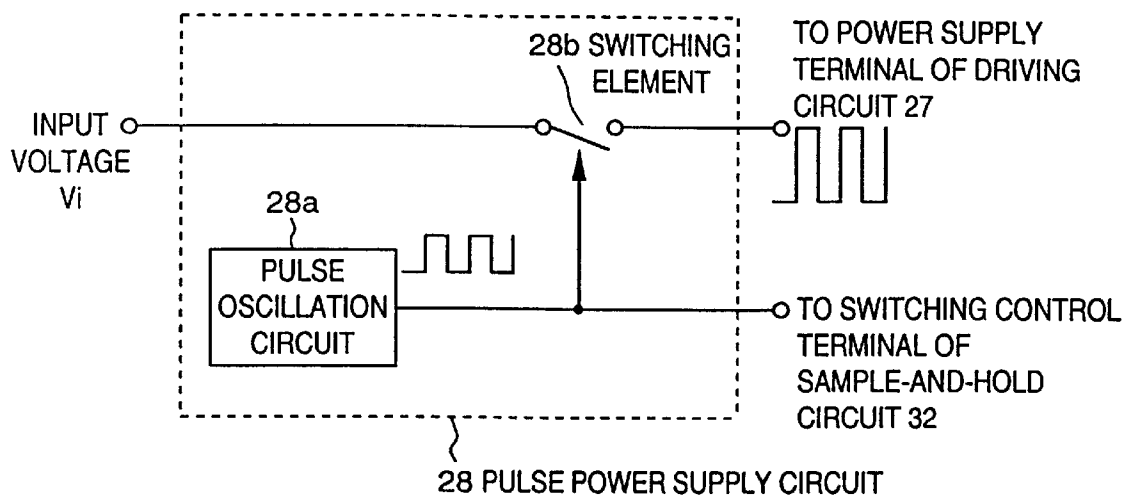 28b SWITCHING
ELEMENT
TO POWER SUPPLY
TERMINAL OF DRIVING
CIRCUIT 27
INPUT
VOLTAGE
Vi
28a
PULSE
OSCILLATION
CIRCUIT
TO SWITCHING CONTROL
TERMINAL OF
SAMPLE-AND-HOLD
CIRCUIT 32
28 PULSE POWER SUPPLY CIRCUIT